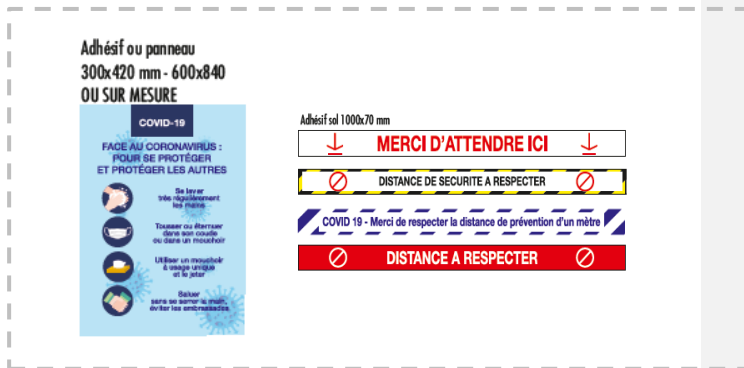 Adhésif ou panneau
300x420 mm - 600x840
OU SUR MESURE
COVID-19
FACE AU CORONAVIRUS :
POUR SE PROTÉGER
ET PROTÉGER LES AUTRES
Se laver
très régulièrement
les mains
Tousser ou éternuer
dans son coude
ou dans un mouchoir
Utiliser un mouchoir
à usage unique
et le jeter
Saluer
sans se serrer la main,
éviter les embrassades
Adhésif sol 1000x70 mm
MERCI D'ATTENDRE ICI
DISTANCE DE SECURITE A RESPECTER
COVID 19 - Merci de respecter la distance de prévention d'un mètre
DISTANCE A RESPECTER